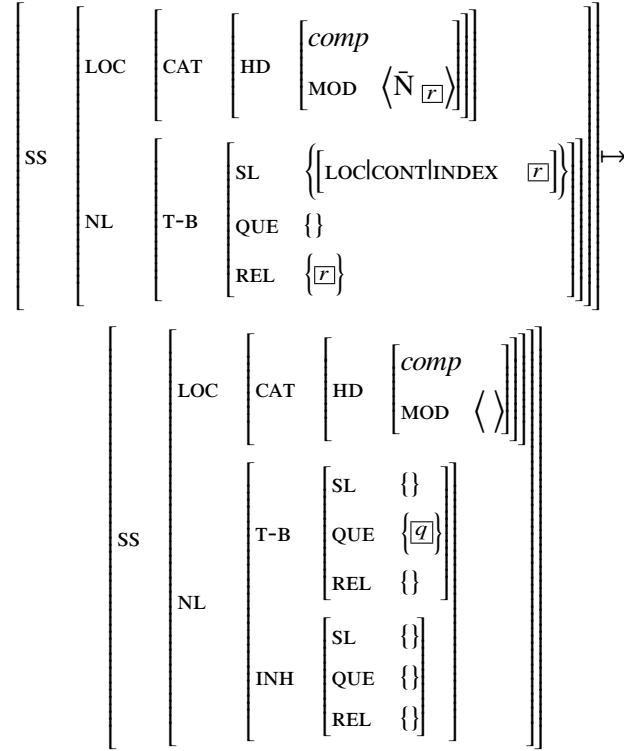 comp
LOC CAT HD
MOD ⟨N̄ r⟩
SS ↦
SL {[LOC|CONT|INDEX r]}
NL T-B QUE {}
REL {r}
comp
LOC CAT HD
MOD ⟨ ⟩
SL {}
T-B QUE {q}
SS REL {}
NL
SL {}
INH QUE {}
REL {}